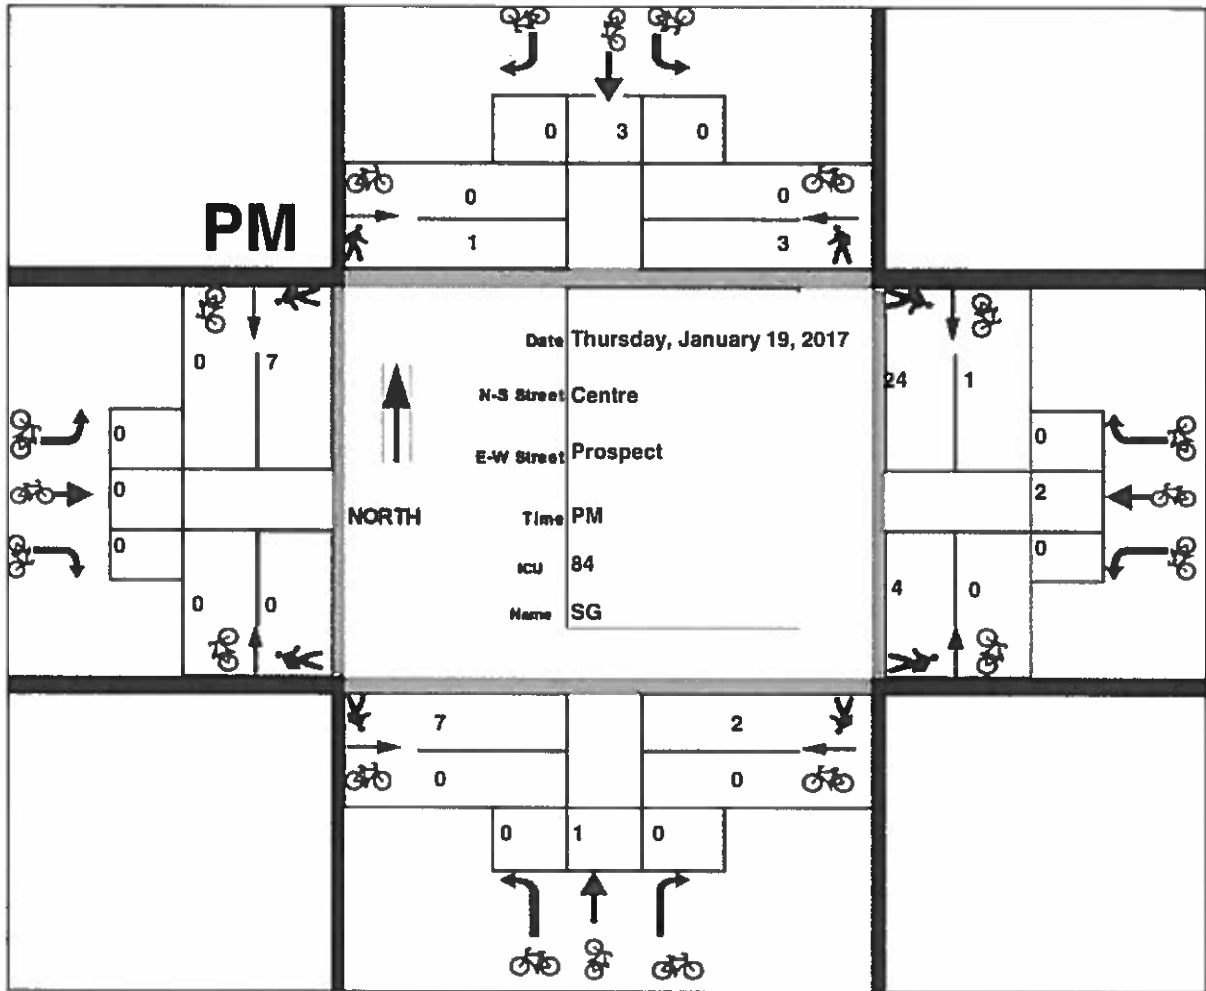 0 3 0
0 0
PM
1 3
Date Thursday, January 19, 2017
0 7
24 1
N-S Street Centre
0 0
E-W Street Prospect
0 2
NORTH Time PM
0 0
ICU 84
4 0
0 0
Name SG
7 2
0 0
0 1 0